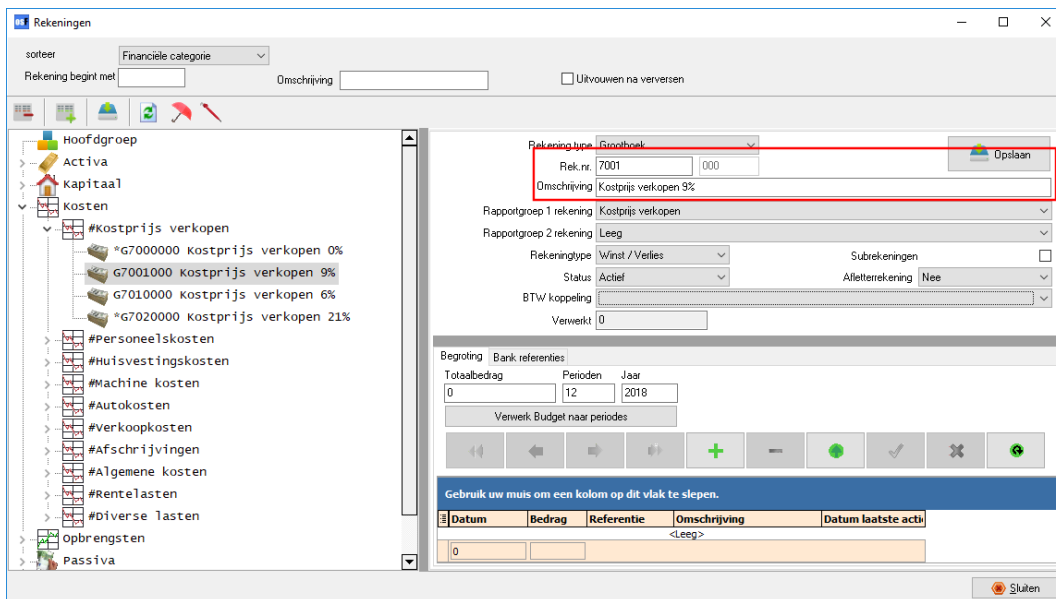 Rekeningen
sorteer Financiële categorie
Rekening begint met Omschrijving Uitvouwen na verversen
Hoofdgroep
Activa
Kapitaal
Kosten
#Kostprijs verkopen
*G7000000 Kostprijs verkopen 0%
G7001000 Kostprijs verkopen 9%
G7010000 Kostprijs verkopen 6%
*G7020000 Kostprijs verkopen 21%
#Personeelskosten
#Huisvestingskosten
#Machine kosten
#Autokosten
#Verkoopkosten
#Afschrijvingen
#Algemene kosten
#Rentelasten
#Diverse lasten
Opbrengsten
Passiva
Rekening type Grootboek
Opslaan
Rek.nr. 7001 000
Omschrijving Kostprijs verkopen 9%
Rapportgroep 1 rekening Kostprijs verkopen
Rapportgroep 2 rekening Leeg
Rekeningtype Winst / Verlies Subrekeningen
Status Actief Afletterrekening Nee
BTW koppeling
Verwerkt 0
Begroting Bank referenties
Totaalbedrag Perioden Jaar
0 12 2018
Verwerk Budget naar periodes
Gebruik uw muis om een kolom op dit vlak te slepen.
Datum Bedrag Referentie Omschrijving Datum laatste acti
<Leeg>
0
Sluiten